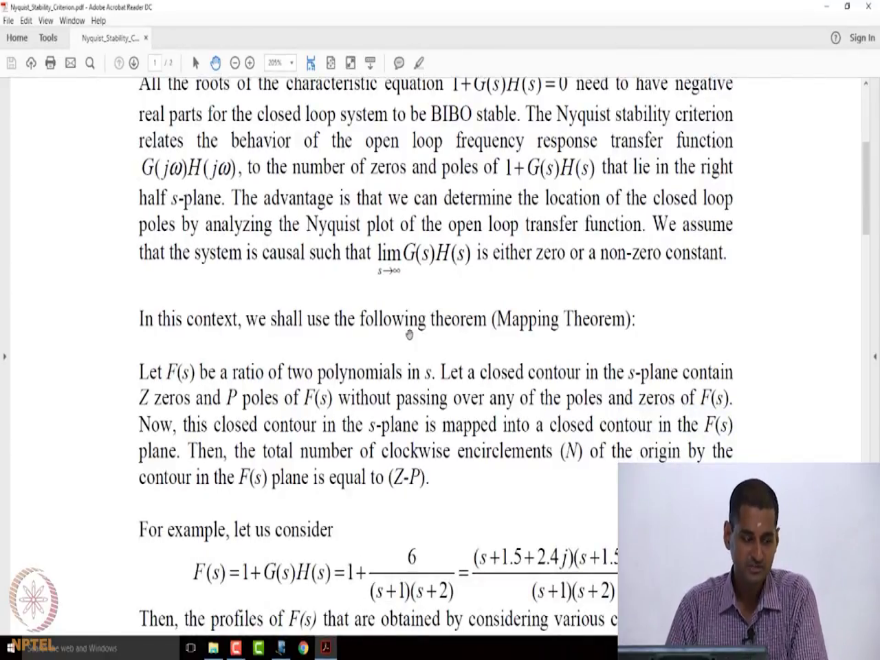 Nyquist_Stability_Criterion.pdf - Adobe Acrobat Reader DC
File Edit View Window Help
Home Tools Nyquist_Stability_C... × Sign In
1 / 2 205%
All the roots of the characteristic equation 1+G(s)H(s)=0 need to have negative
real parts for the closed loop system to be BIBO stable. The Nyquist stability criterion
relates the behavior of the open loop frequency response transfer function
G(jω)H(jω), to the number of zeros and poles of 1+G(s)H(s) that lie in the right
half s-plane. The advantage is that we can determine the location of the closed loop
poles by analyzing the Nyquist plot of the open loop transfer function. We assume
that the system is causal such that lim G(s)H(s) is either zero or a non-zero constant.
s→∞
In this context, we shall use the following theorem (Mapping Theorem):
Let F(s) be a ratio of two polynomials in s. Let a closed contour in the s-plane contain
Z zeros and P poles of F(s) without passing over any of the poles and zeros of F(s).
Now, this closed contour in the s-plane is mapped into a closed contour in the F(s)
plane. Then, the total number of clockwise encirclements (N) of the origin by the
contour in the F(s) plane is equal to (Z-P).
For example, let us consider
F(s)=1+G(s)H(s)=1+ 6 / (s+1)(s+2) = (s+1.5+2.4j)(s+1.5 / (s+1)(s+2)
Then, the profiles of F(s) that are obtained by considering various c
NPTEL
the web and Windows